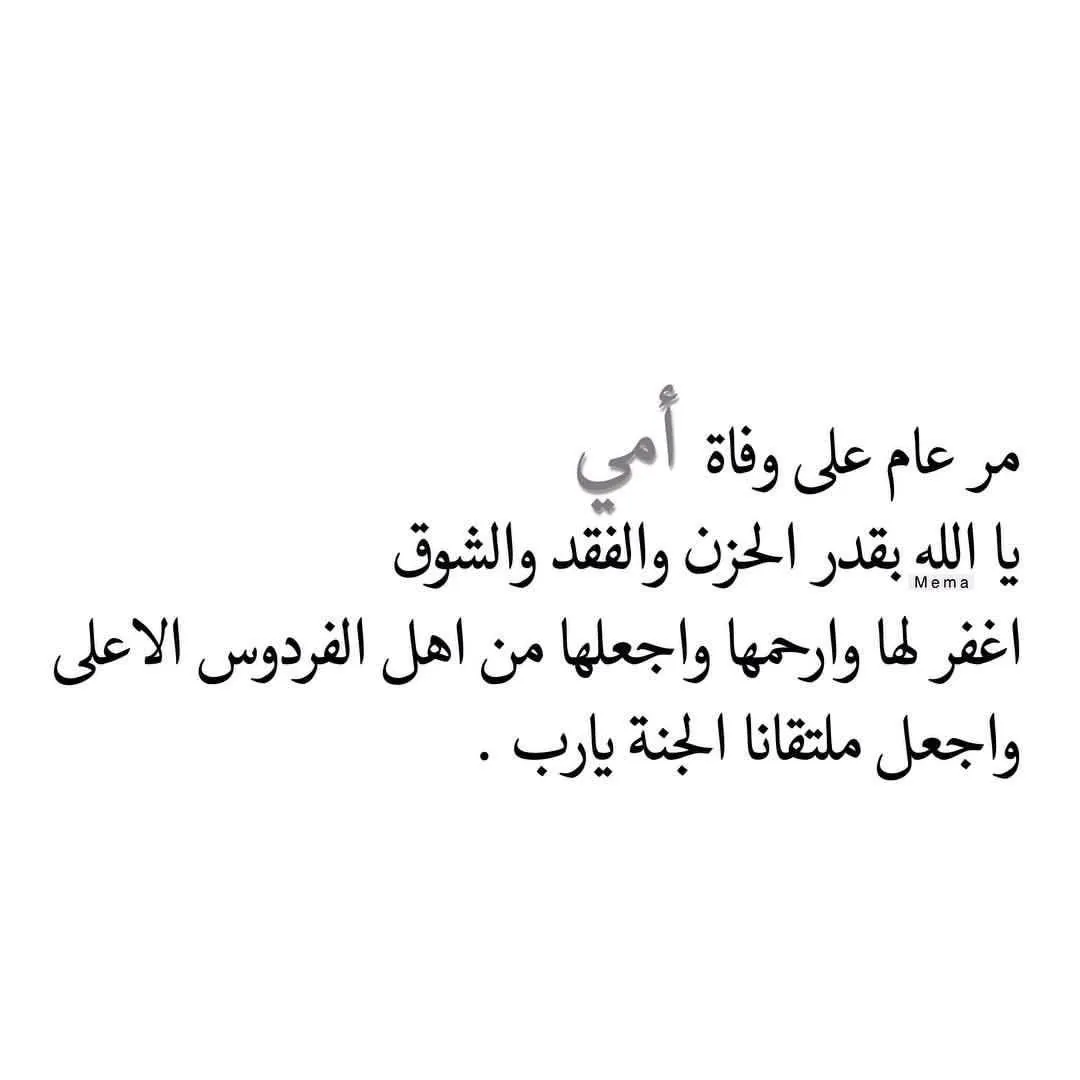 مر عام على وفاة أمي
يا الله بقدر الحزن والفقد والشوق
Mema
اغفر لها وارحمها واجعلها من اهل الفردوس الاعلى
واجعل ملتقانا الجنة يارب .